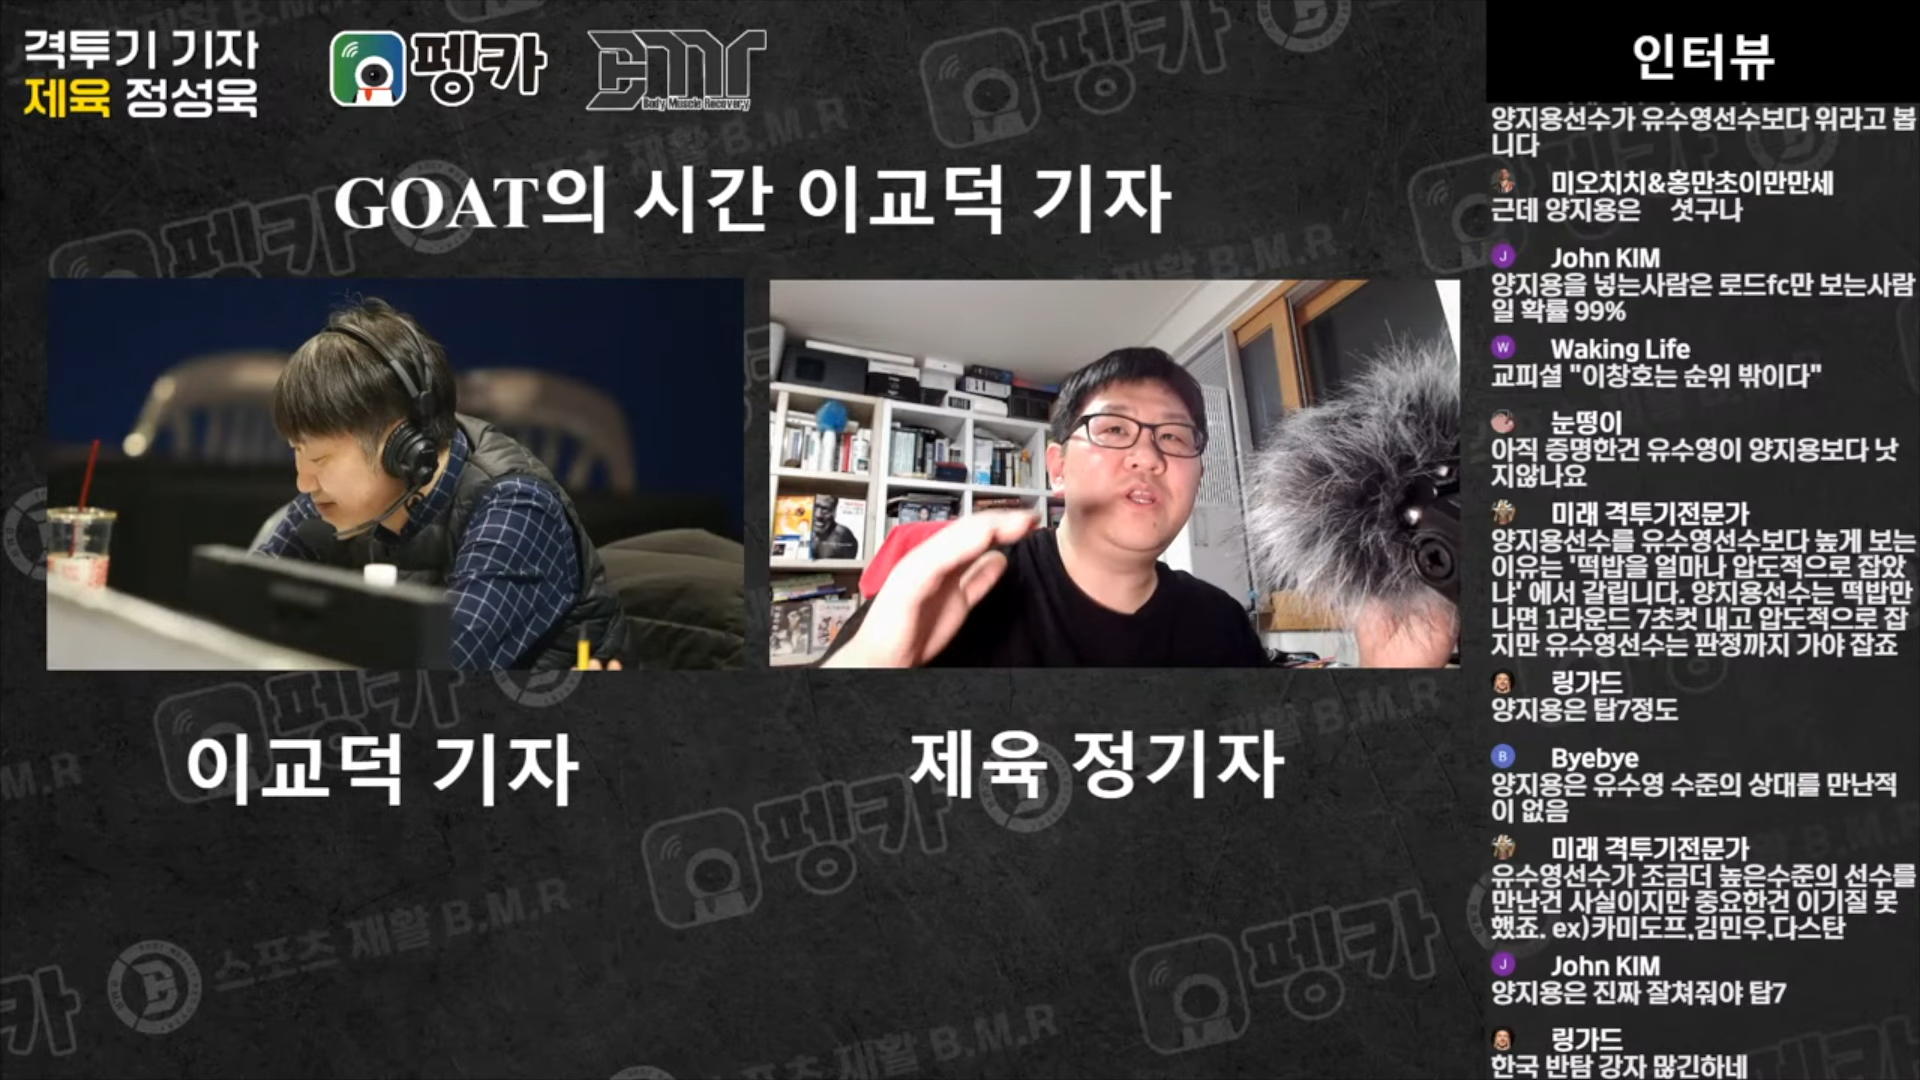 격투기 기자
제육 정성욱
펭카
BMR
Body Muscle Recovery
GOAT의 시간 이교덕 기자
이교덕 기자
제육 정기자
인터뷰
양지용선수가 유수영선수보다 위라고 봅
니다
미오치치&홍만초이만만세
근데 양지용은 셧구나
John KIM
양지용을 넣는사람은 로드fc만 보는사람
일 확률 99%
Waking Life
교피셜 "이창호는 순위 밖이다"
눈떵이
아직 증명한건 유수영이 양지용보다 낫
지않나요
미래 격투기전문가
양지용선수를 유수영선수보다 높게 보는
이유는 '떡밥을 얼마나 압도적으로 잡았
냐' 에서 갈립니다. 양지용선수는 떡밥만
나면 1라운드 7초컷 내고 압도적으로 잡
지만 유수영선수는 판정까지 가야 잡죠
링가드
양지용은 탑7정도
Byebye
양지용은 유수영 수준의 상대를 만난적
이 없음
미래 격투기전문가
유수영선수가 조금더 높은수준의 선수를
만난건 사실이지만 중요한건 이기질 못
했죠. ex)카미도프,김민우,다스탄
John KIM
양지용은 진짜 잘쳐줘야 탑7
링가드
한국 반탐 강자 많긴하네
스포츠 재활 B.M.R